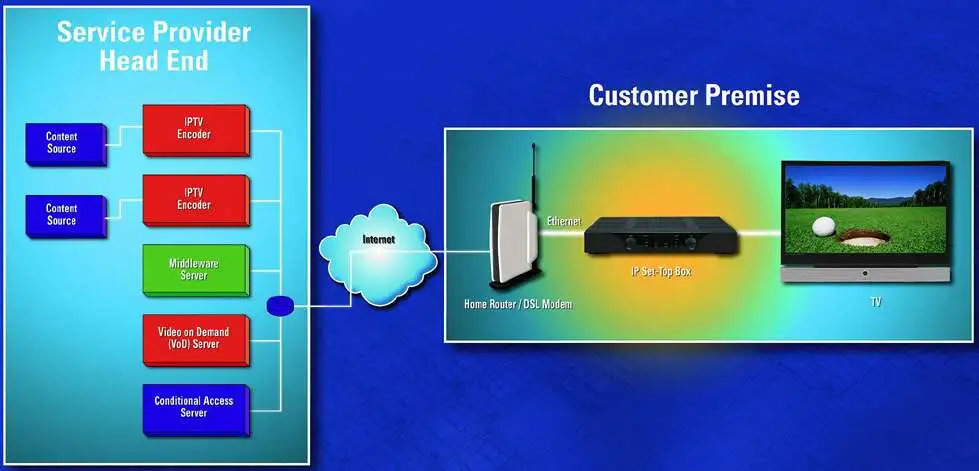 Service Provider
Head End
Content
Source
IPTV
Encoder
Content
Source
IPTV
Encoder
Middleware
Server
Video on Demand
(VoD) Server
Conditional Access
Server
Internet
Customer Premise
Ethernet
Home Router / DSL Modem
IP Set-Top Box
TV